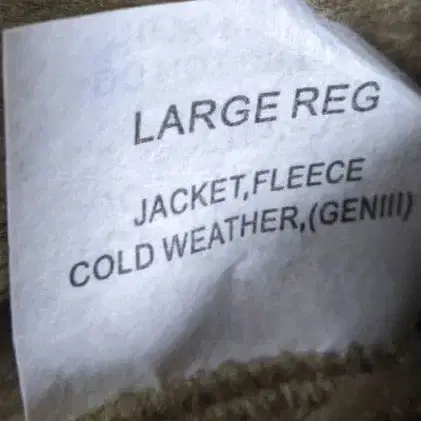 LARGE REG
JACKET,FLEECE
COLD WEATHER,(GENIII)